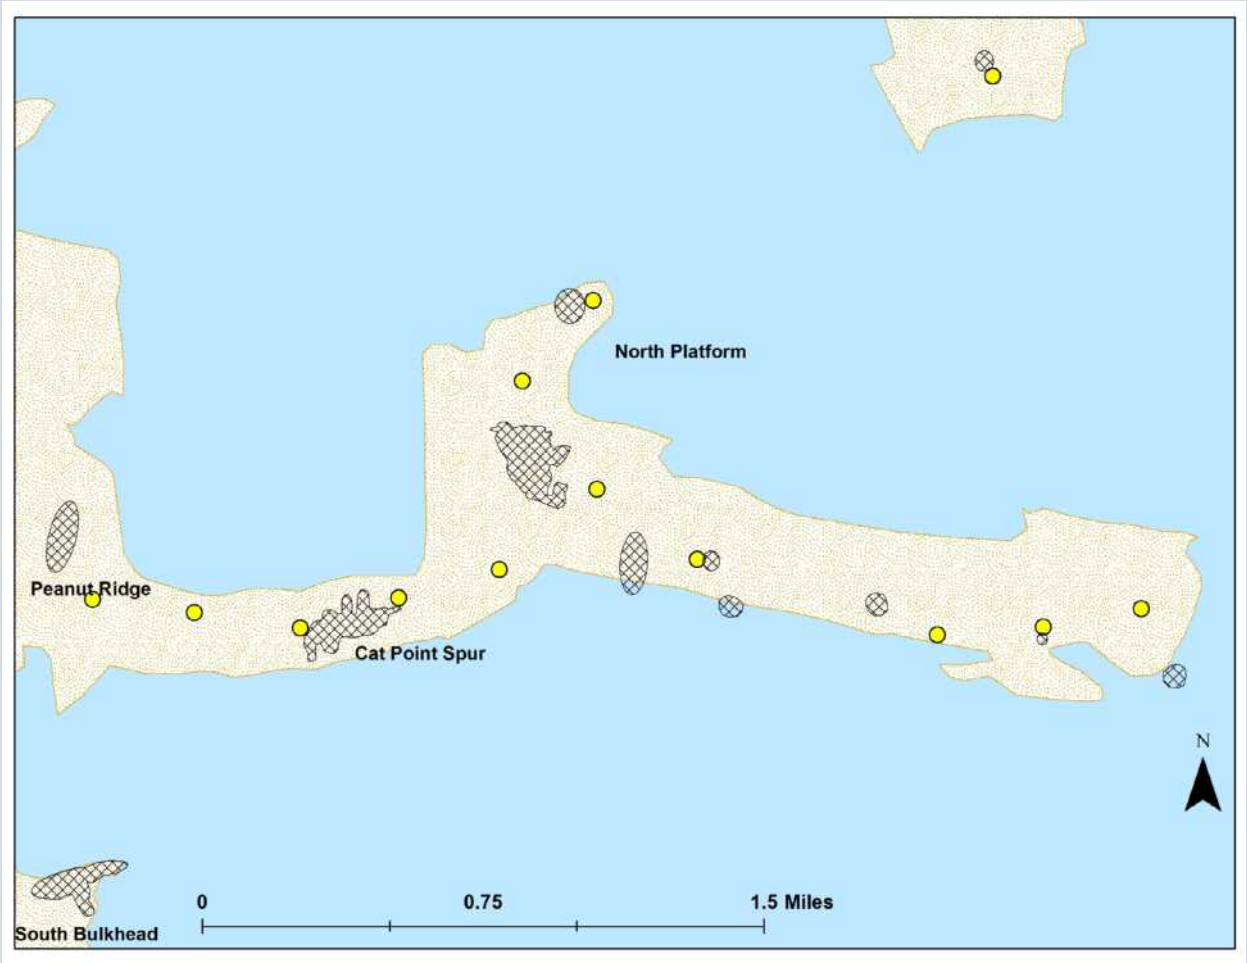 North Platform
Peanut Ridge
Cat Point Spur
N
0 0.75 1.5 Miles
South Bulkhead